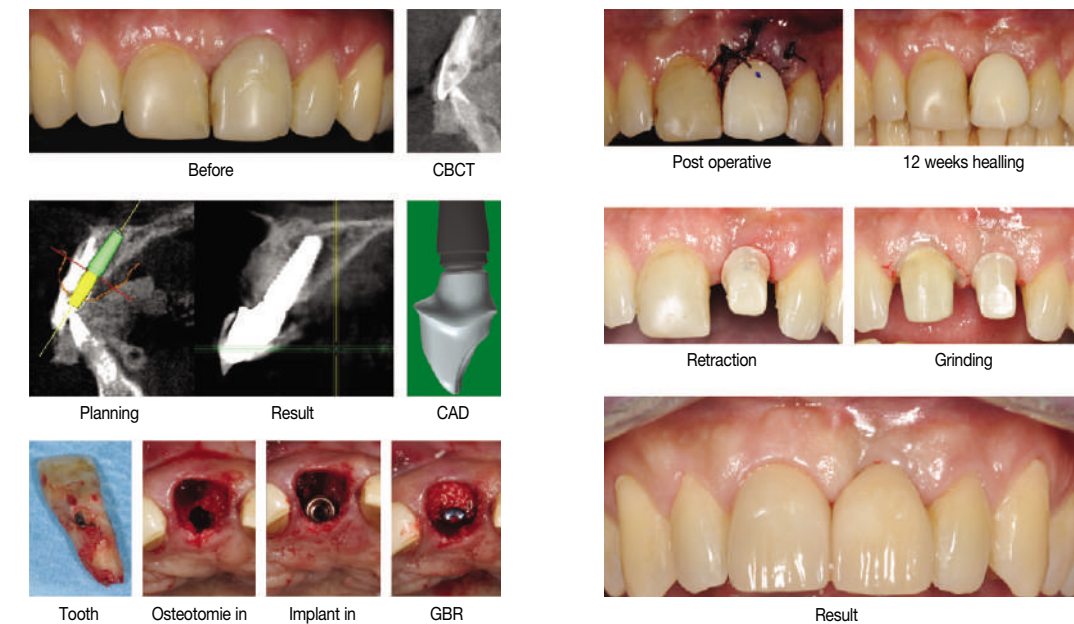 Before
CBCT
Planning
Result
CAD
Tooth
Osteotomie in
Implant in
GBR
Post operative
12 weeks healling
Retraction
Grinding
Result